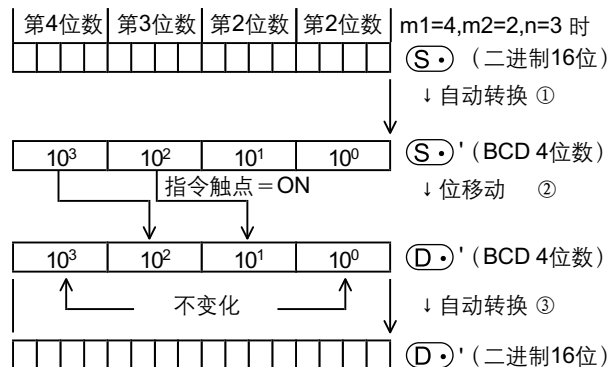 第4位数 第3位数 第2位数 第2位数 m1=4,m2=2,n=3 时
(S·) (二进制16位)
↓自动转换 ①
10³ 10² 10¹ 10⁰ (S·)'(BCD 4位数)
指令触点=ON ↓位移动 ②
10³ 10² 10¹ 10⁰ (D·)'(BCD 4位数)
不变化 ↓自动转换 ③
(D·)'(二进制16位)